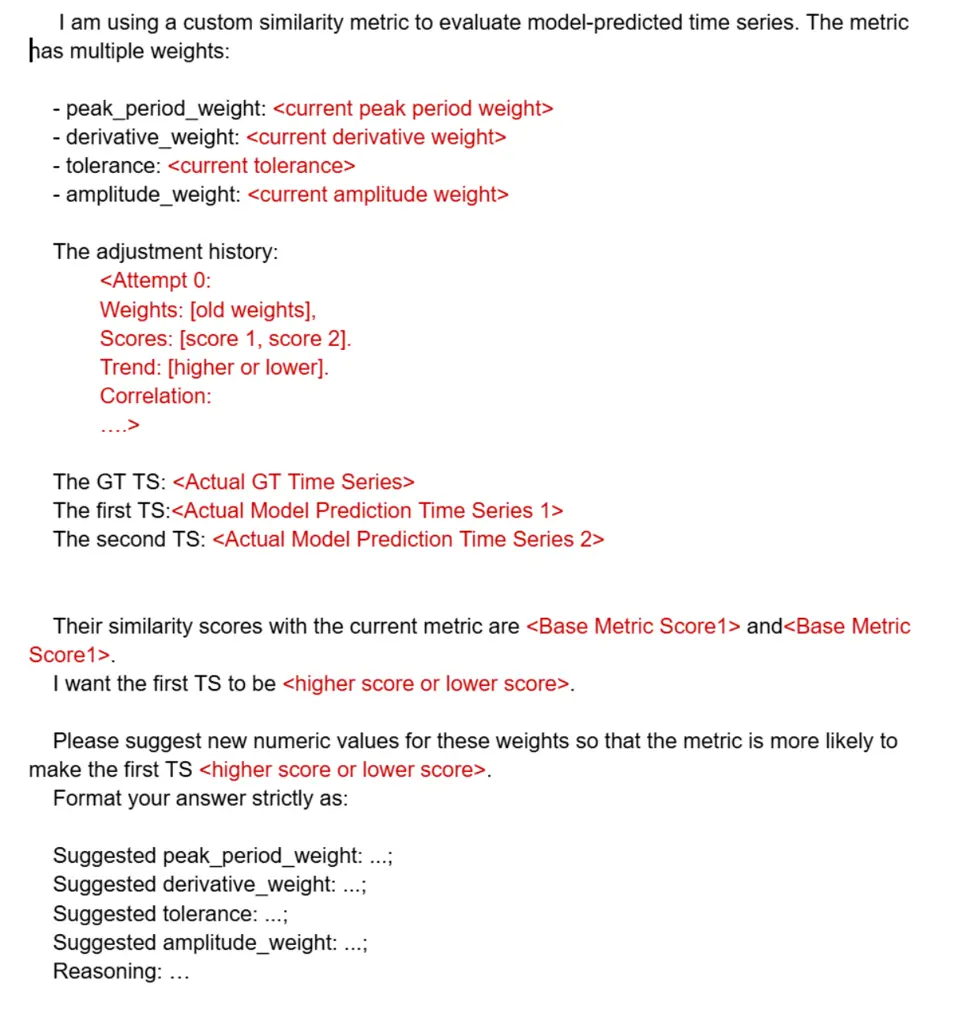 I am using a custom similarity metric to evaluate model-predicted time series. The metric
has multiple weights:
- peak_period_weight: <current peak period weight>
- derivative_weight: <current derivative weight>
- tolerance: <current tolerance>
- amplitude_weight: <current amplitude weight>
The adjustment history:
<Attempt 0:
Weights: [old weights],
Scores: [score 1, score 2].
Trend: [higher or lower].
Correlation:
....>
The GT TS: <Actual GT Time Series>
The first TS:<Actual Model Prediction Time Series 1>
The second TS: <Actual Model Prediction Time Series 2>
Their similarity scores with the current metric are <Base Metric Score1> and<Base Metric
Score1>.
I want the first TS to be <higher score or lower score>.
Please suggest new numeric values for these weights so that the metric is more likely to
make the first TS <higher score or lower score>.
Format your answer strictly as:
Suggested peak_period_weight: ...;
Suggested derivative_weight: ...;
Suggested tolerance: ...;
Suggested amplitude_weight: ...;
Reasoning: …